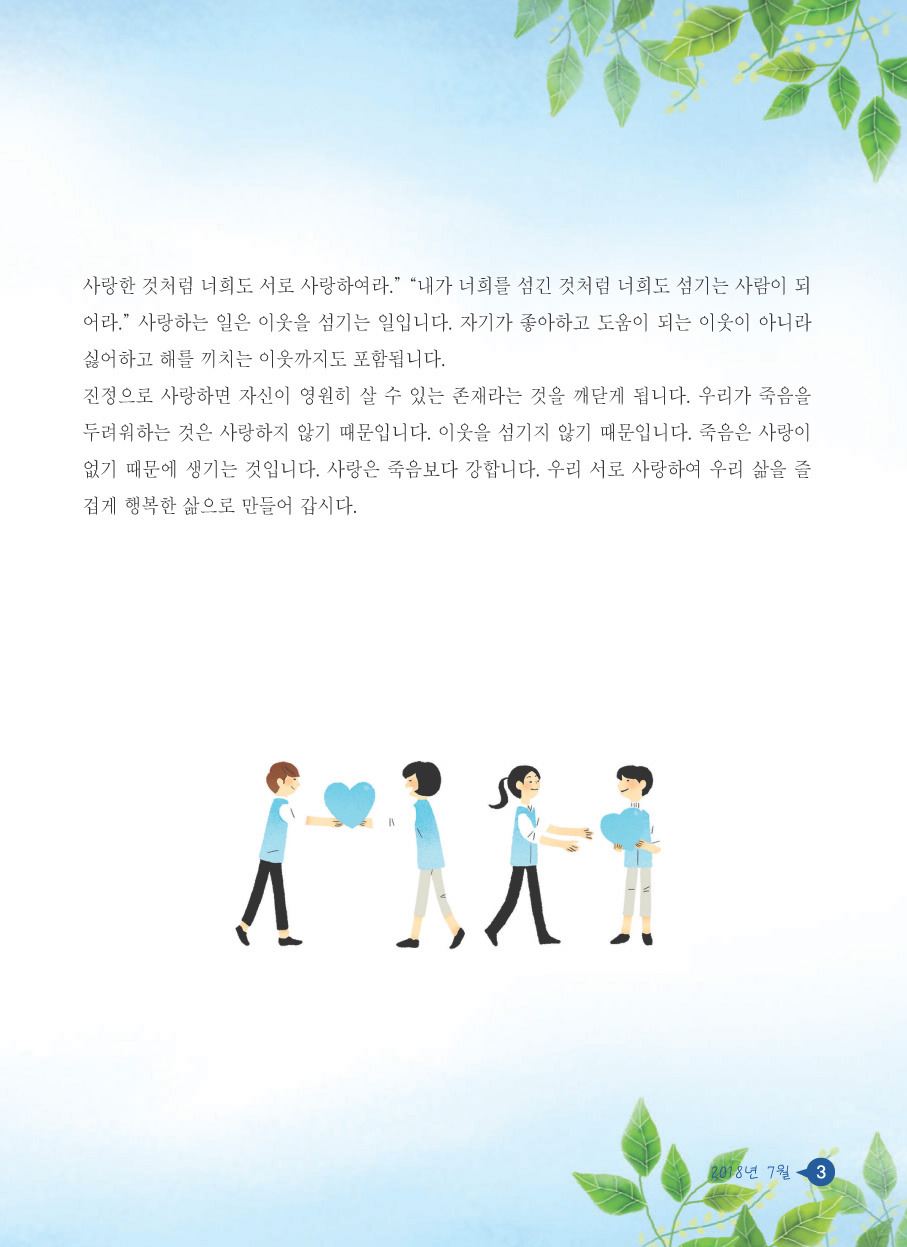 사랑한 것처럼 너희도 서로 사랑하여라.” “내가 너희를 섬긴 것처럼 너희도 섬기는 사람이 되
어라.” 사랑하는 일은 이웃을 섬기는 일입니다. 자기가 좋아하고 도움이 되는 이웃이 아니라
싫어하고 해를 끼치는 이웃까지도 포함됩니다.
진정으로 사랑하면 자신이 영원히 살 수 있는 존재라는 것을 깨닫게 됩니다. 우리가 죽음을
두려워하는 것은 사랑하지 않기 때문입니다. 이웃을 섬기지 않기 때문입니다. 죽음은 사랑이
없기 때문에 생기는 것입니다. 사랑은 죽음보다 강합니다. 우리 서로 사랑하여 우리 삶을 즐
겁게 행복한 삶으로 만들어 갑시다.
2018년 7월 3